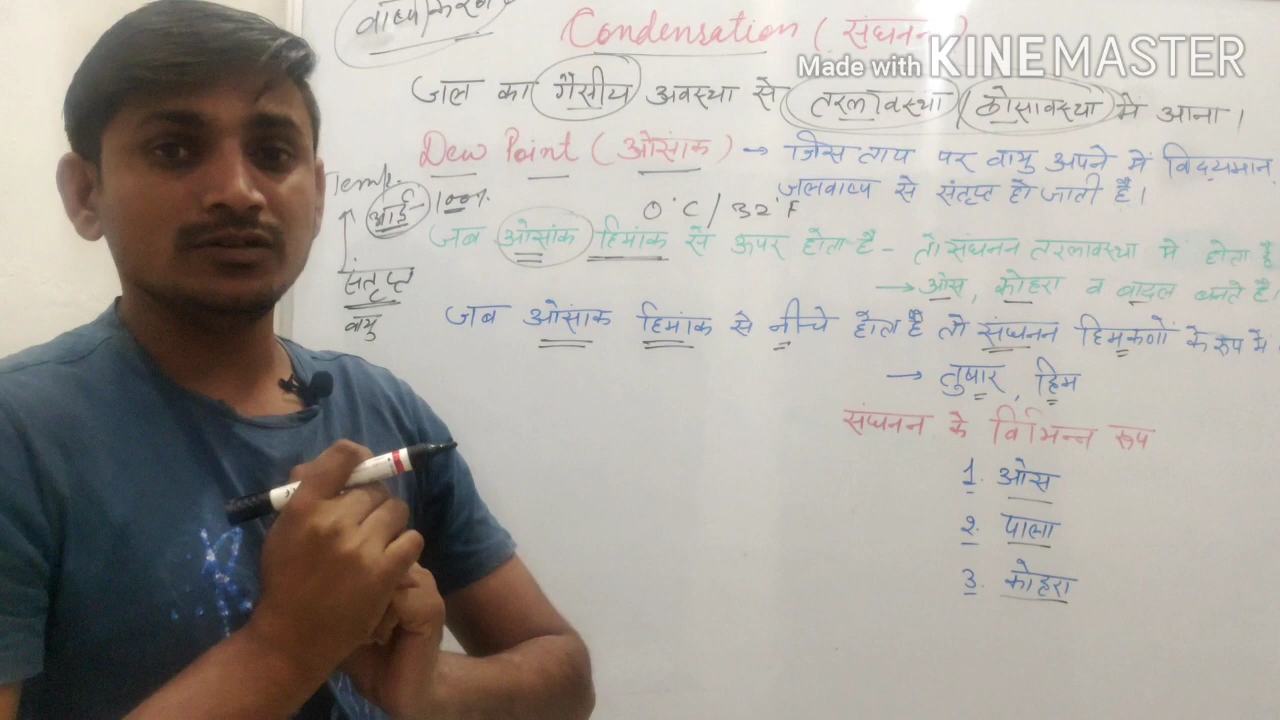 वाष्पीकरण
Condensation (संघनन)
Made with KINEMASTER
जल का गैसीय अवस्था से तरलावस्था / ठोसावस्था में आना।
Dew Point (ओसांक) → जिस ताप पर वायु अपने में विद्यमान
जलवाष्प से संतृप्त हो जाती है।
Temp.
आर्द्र - 100%
0°C / 32°F
जब ओसांक हिमांक से ऊपर होता है - तो संघनन तरलावस्था में होता है
→ ओस, कोहरा व बादल बनते है।
संतृप्त
वायु
जब ओसांक हिमांक से नीचे होता है तो संघनन हिमकणों के रूप में
→ तुषार, हिम
संघनन के विभिन्न रूप
1. ओस
2. पाला
3. कोहरा